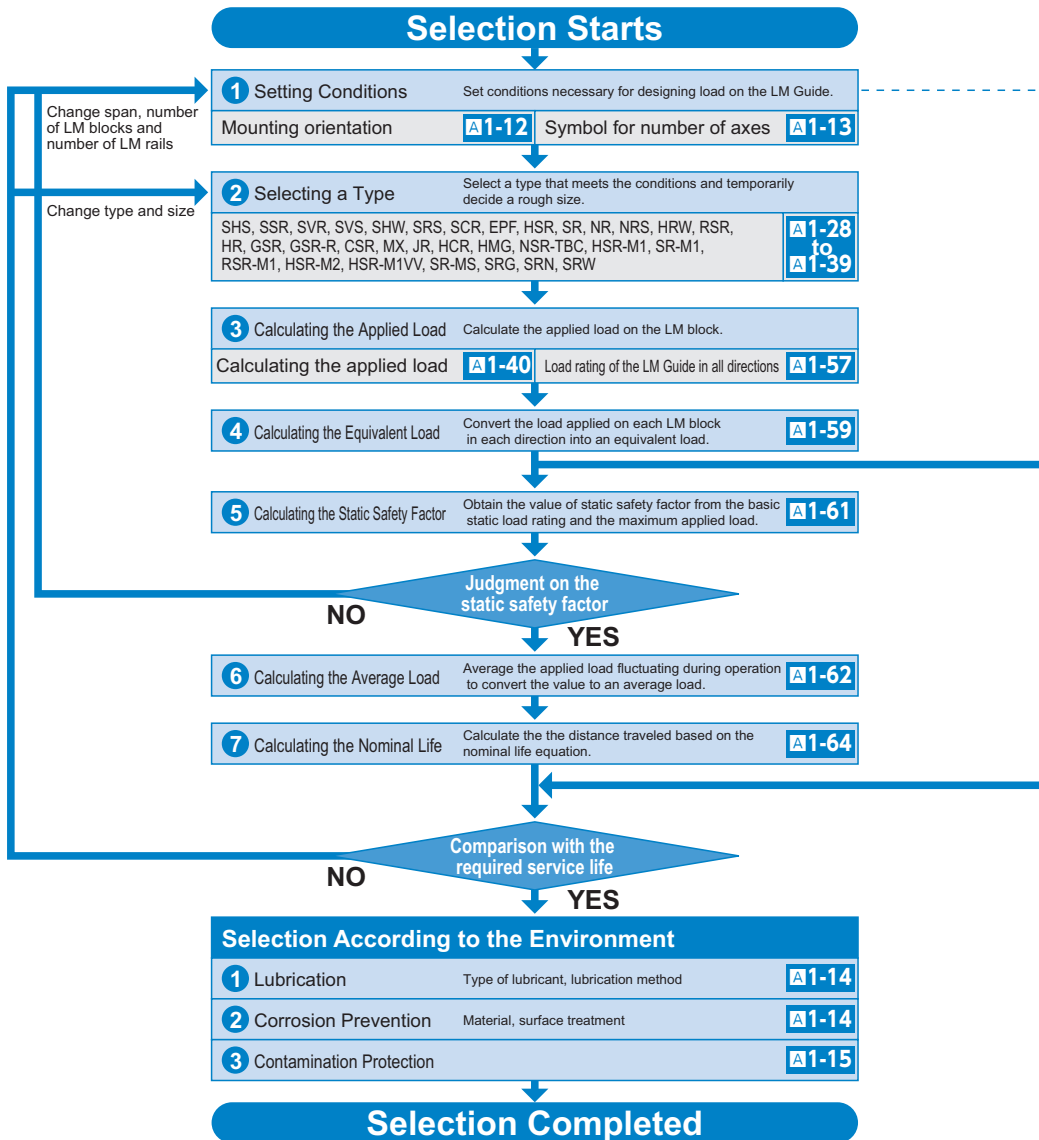 Selection Starts
1 Setting Conditions Set conditions necessary for designing load on the LM Guide.
Change span, number
of LM blocks and
number of LM rails
Mounting orientation A1-12 Symbol for number of axes A1-13
2 Selecting a Type Select a type that meets the conditions and temporarily
decide a rough size.
Change type and size
SHS, SSR, SVR, SVS, SHW, SRS, SCR, EPF, HSR, SR, NR, NRS, HRW, RSR,
HR, GSR, GSR-R, CSR, MX, JR, HCR, HMG, NSR-TBC, HSR-M1, SR-M1,
RSR-M1, HSR-M2, HSR-M1VV, SR-MS, SRG, SRN, SRW
A1-28
to
A1-39
3 Calculating the Applied Load Calculate the applied load on the LM block.
Calculating the applied load A1-40 Load rating of the LM Guide in all directions A1-57
4 Calculating the Equivalent Load Convert the load applied on each LM block
in each direction into an equivalent load.
A1-59
5 Calculating the Static Safety Factor Obtain the value of static safety factor from the basic
static load rating and the maximum applied load.
A1-61
Judgment on the
static safety factor
NO
YES
6 Calculating the Average Load Average the applied load fluctuating during operation
to convert the value to an average load.
A1-62
7 Calculating the Nominal Life Calculate the the distance traveled based on the
nominal life equation.
A1-64
Comparison with the
required service life
NO
YES
Selection According to the Environment
1 Lubrication Type of lubricant, lubrication method A1-14
2 Corrosion Prevention Material, surface treatment A1-14
3 Contamination Protection A1-15
Selection Completed